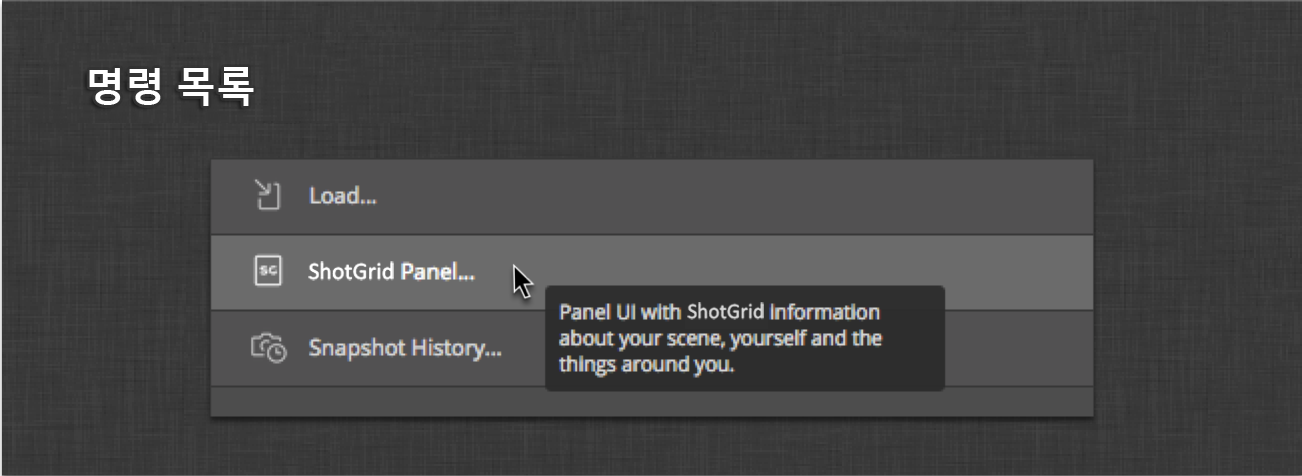 명령 목록
Load...
SG
ShotGrid Panel...
Panel UI with ShotGrid Information
about your scene, yourself and the
things around you.
Snapshot History...